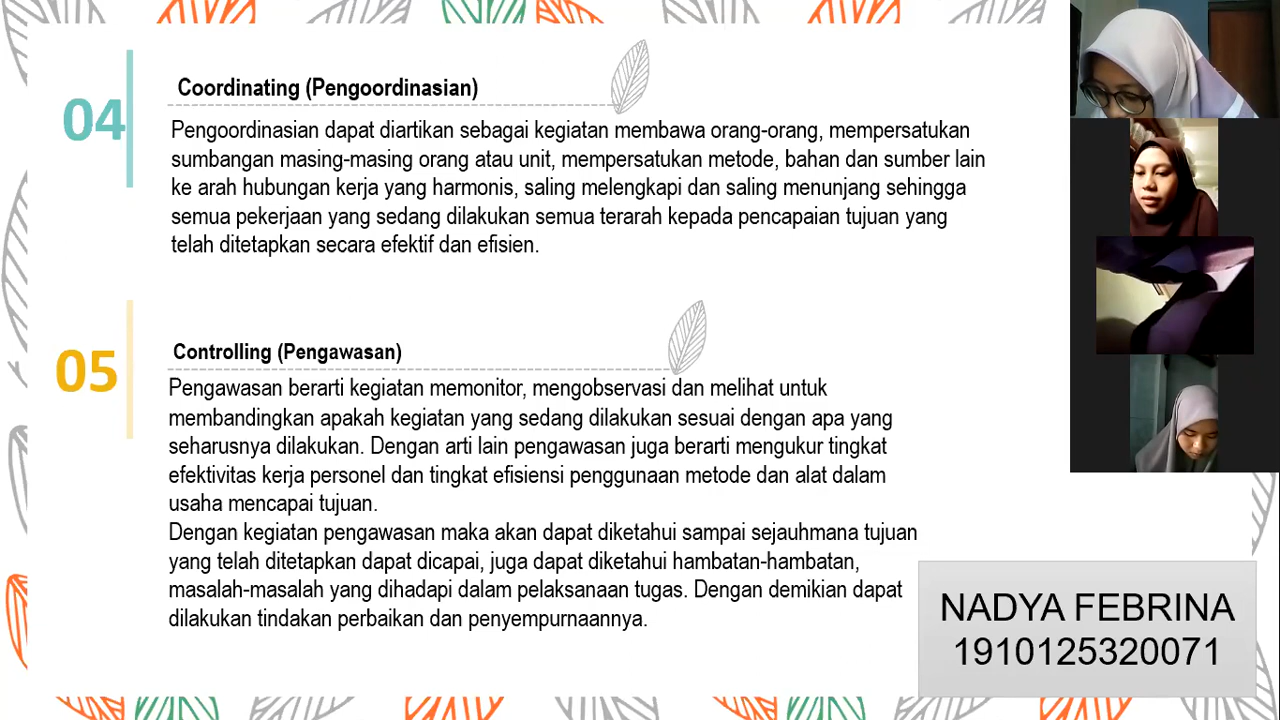 04
Coordinating (Pengoordinasian)
Pengoordinasian dapat diartikan sebagai kegiatan membawa orang-orang, mempersatukan
sumbangan masing-masing orang atau unit, mempersatukan metode, bahan dan sumber lain
ke arah hubungan kerja yang harmonis, saling melengkapi dan saling menunjang sehingga
semua pekerjaan yang sedang dilakukan semua terarah kepada pencapaian tujuan yang
telah ditetapkan secara efektif dan efisien.
05
Controlling (Pengawasan)
Pengawasan berarti kegiatan memonitor, mengobservasi dan melihat untuk
membandingkan apakah kegiatan yang sedang dilakukan sesuai dengan apa yang
seharusnya dilakukan. Dengan arti lain pengawasan juga berarti mengukur tingkat
efektivitas kerja personel dan tingkat efisiensi penggunaan metode dan alat dalam
usaha mencapai tujuan.
Dengan kegiatan pengawasan maka akan dapat diketahui sampai sejauhmana tujuan
yang telah ditetapkan dapat dicapai, juga dapat diketahui hambatan-hambatan,
masalah-masalah yang dihadapi dalam pelaksanaan tugas. Dengan demikian dapat
dilakukan tindakan perbaikan dan penyempurnaannya.
NADYA FEBRINA
1910125320071